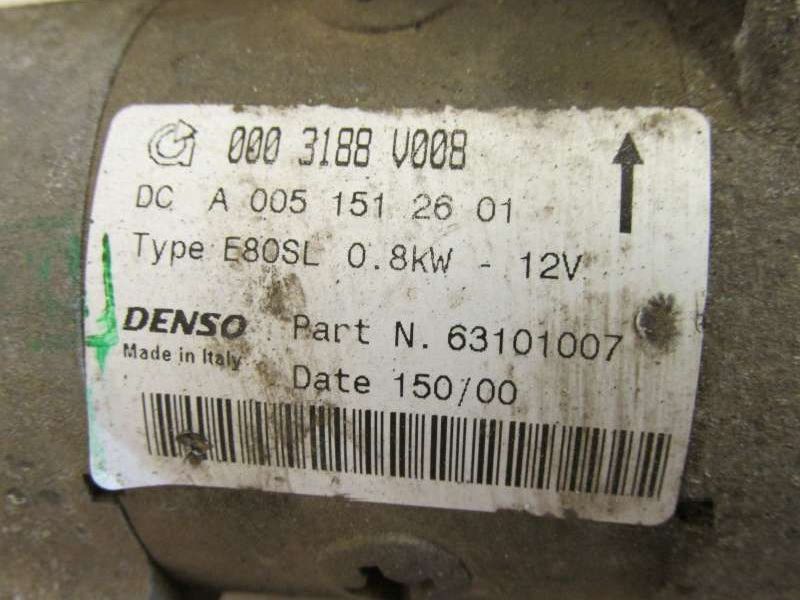 000 3188 V008
DC A 005 151 26 01
Type E80SL 0.8KW - 12V
DENSO Part N. 63101007
Made in Italy
Date 150/00